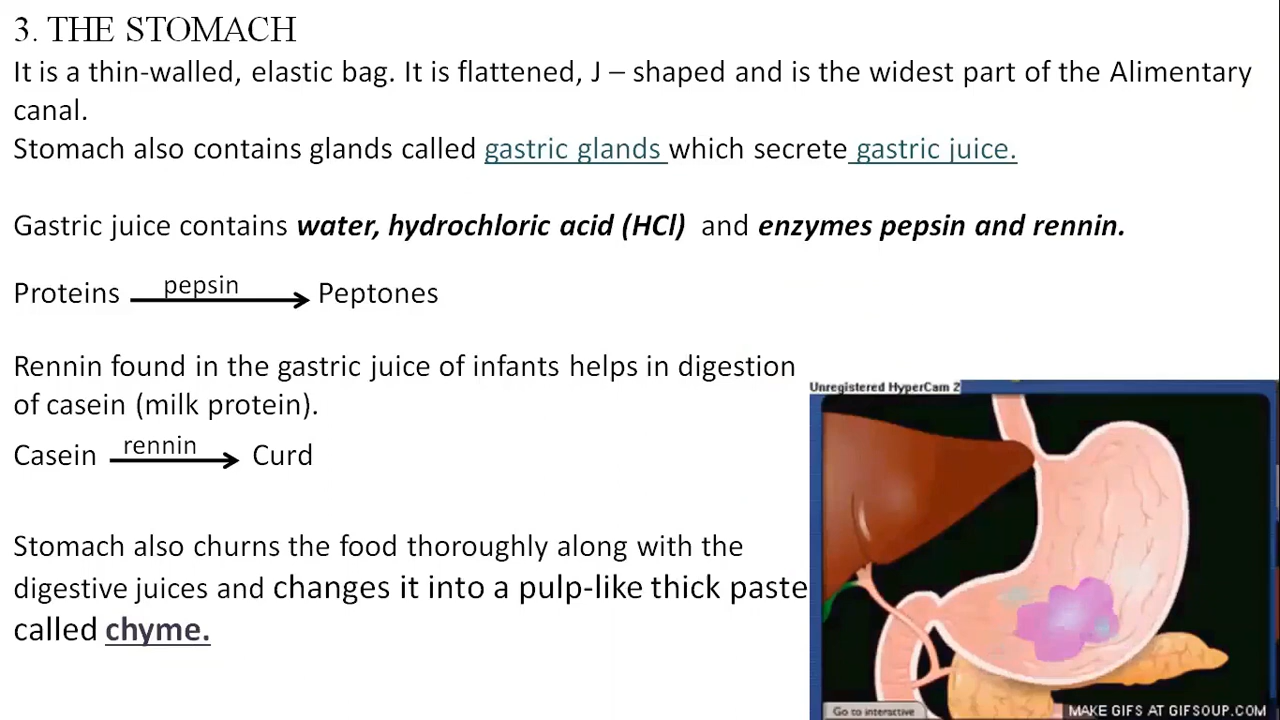 3. THE STOMACH
It is a thin-walled, elastic bag. It is flattened, J – shaped and is the widest part of the Alimentary
canal.
Stomach also contains glands called gastric glands which secrete gastric juice.
Gastric juice contains water, hydrochloric acid (HCl) and enzymes pepsin and rennin.
pepsin
Proteins Peptones
Rennin found in the gastric juice of infants helps in digestion
of casein (milk protein).
rennin
Casein Curd
Stomach also churns the food thoroughly along with the
digestive juices and changes it into a pulp-like thick paste
called chyme.
Unregistered HyperCam 2
Go to interactive
MAKE GIFS AT GIFSOUP.COM